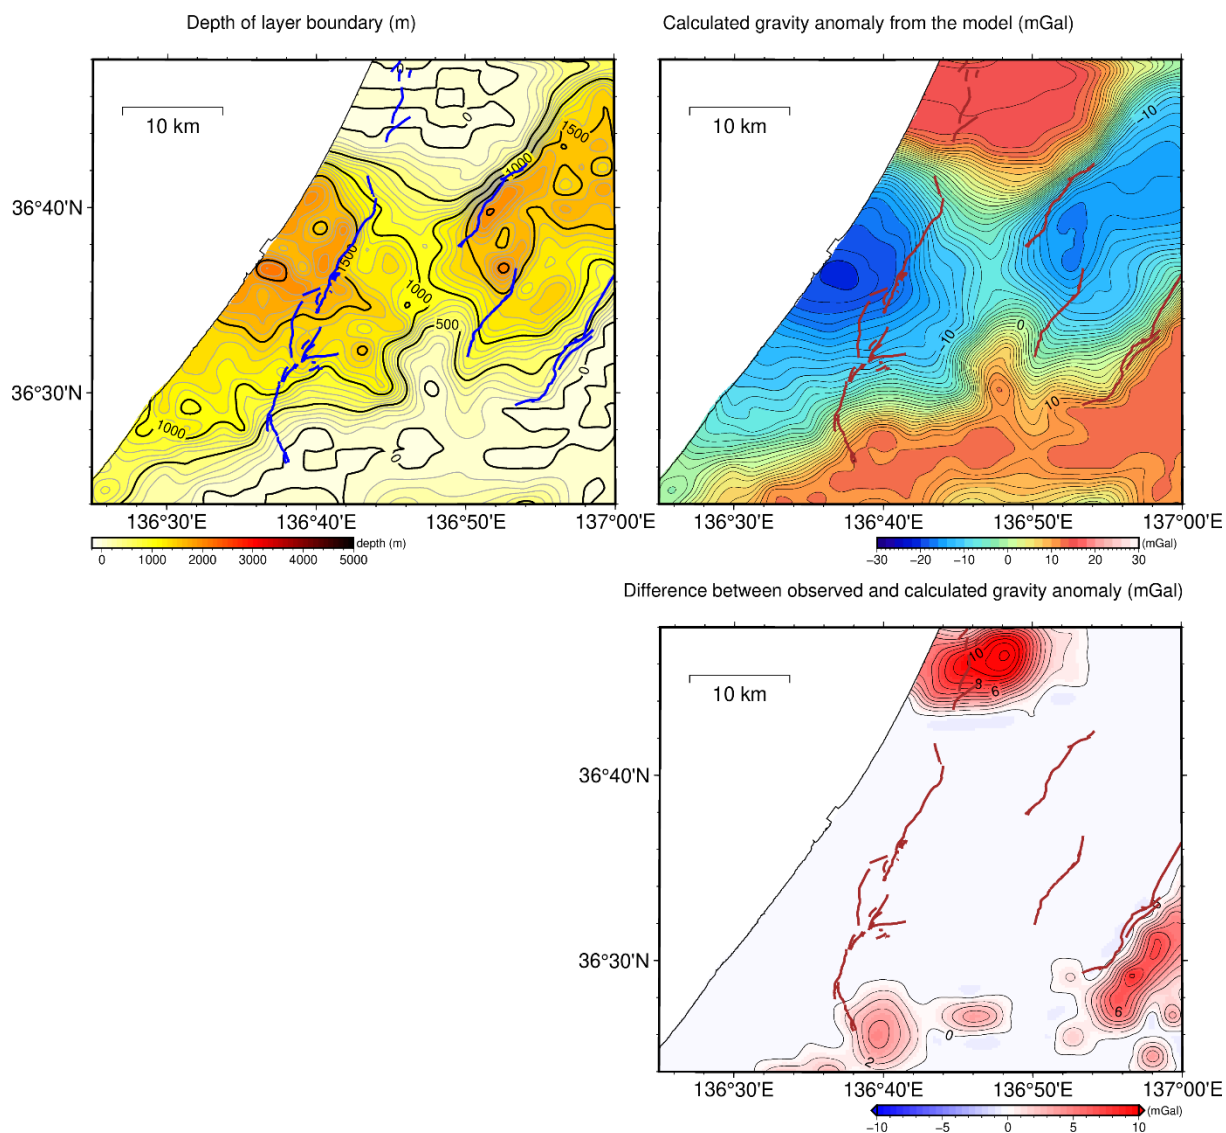 Depth of layer boundary (m)
Calculated gravity anomaly from the model (mGal)
10 km
0
0
1500
1000
1500
1000
500
0
1000
0
36°40'N
36°30'N
136°30'E
136°40'E
136°50'E
137°00'E
0
1000
2000
3000
4000
5000
depth (m)
10 km
-10
0
-10
10
136°30'E
136°40'E
136°50'E
137°00'E
−30
−20
−10
0
10
20
30
(mGal)
Difference between observed and calculated gravity anomaly (mGal)
10 km
10
8
6
6
0
2
36°40'N
36°30'N
136°30'E
136°40'E
136°50'E
137°00'E
−10
−5
0
5
10
(mGal)